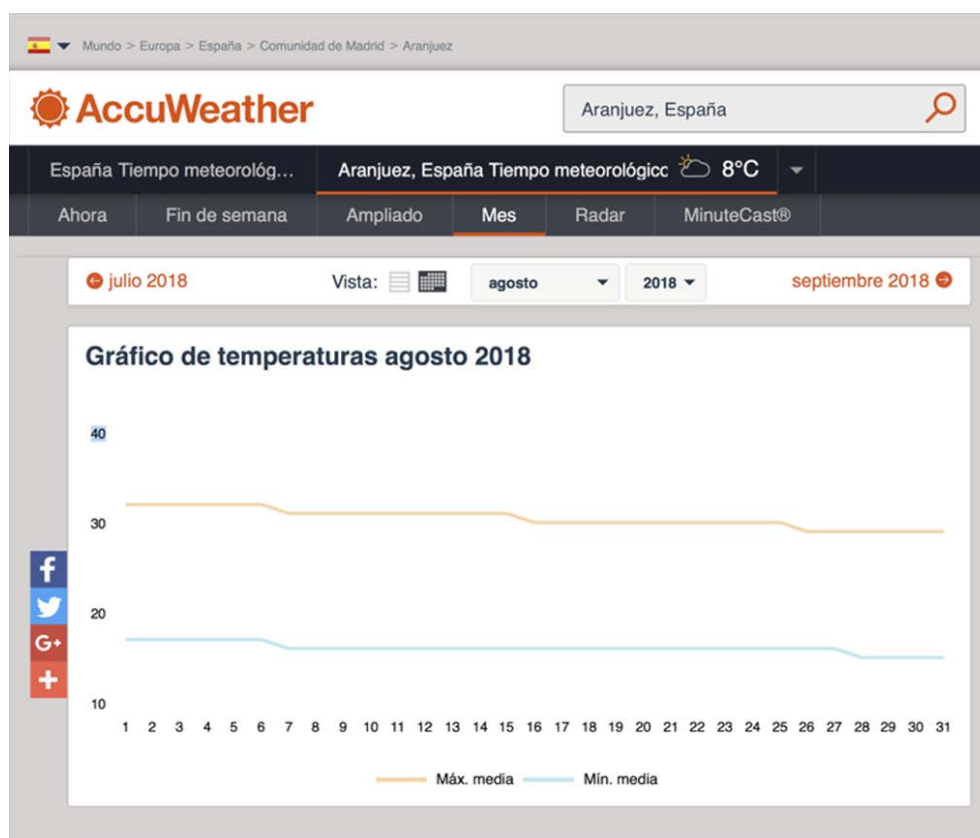 Mundo > Europa > España > Comunidad de Madrid > Aranjuez
AccuWeather
Aranjuez, España
España Tiempo meteorológ...
Aranjuez, España Tiempo meteorológicc 8°C
Ahora Fin de semana Ampliado Mes Radar MinuteCast®
julio 2018 Vista: agosto 2018 septiembre 2018
Gráfico de temperaturas agosto 2018
40
30
20
10
1 2 3 4 5 6 7 8 9 10 11 12 13 14 15 16 17 18 19 20 21 22 23 24 25 26 27 28 29 30 31
Máx. media Mín. media
f
G+
+